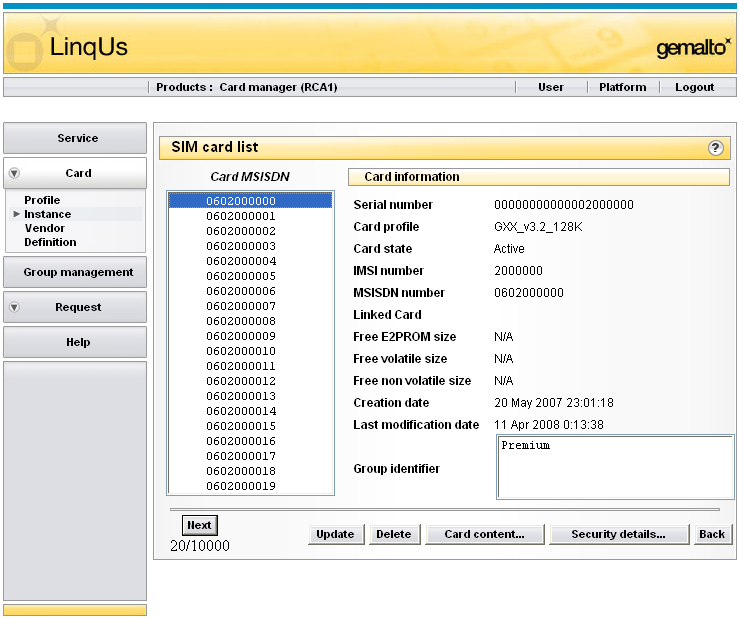 LinqUs
gemalto
Products : Card manager (RCA1)
User
Platform
Logout
Service
Card
Profile
Instance
Vendor
Definition
Group management
Request
Help
SIM card list
?
Card MSISDN
0602000000
0602000001
0602000002
0602000003
0602000004
0602000005
0602000006
0602000007
0602000008
0602000009
0602000010
0602000011
0602000012
0602000013
0602000014
0602000015
0602000016
0602000017
0602000018
0602000019
Next
20/10000
Card information
Serial number 00000000000002000000
Card profile GXX_v3.2_128K
Card state Active
IMSI number 2000000
MSISDN number 0602000000
Linked Card
Free E2PROM size N/A
Free volatile size N/A
Free non volatile size N/A
Creation date 20 May 2007 23:01:18
Last modification date 11 Apr 2008 0:13:38
Group identifier Premium
Update
Delete
Card content...
Security details...
Back